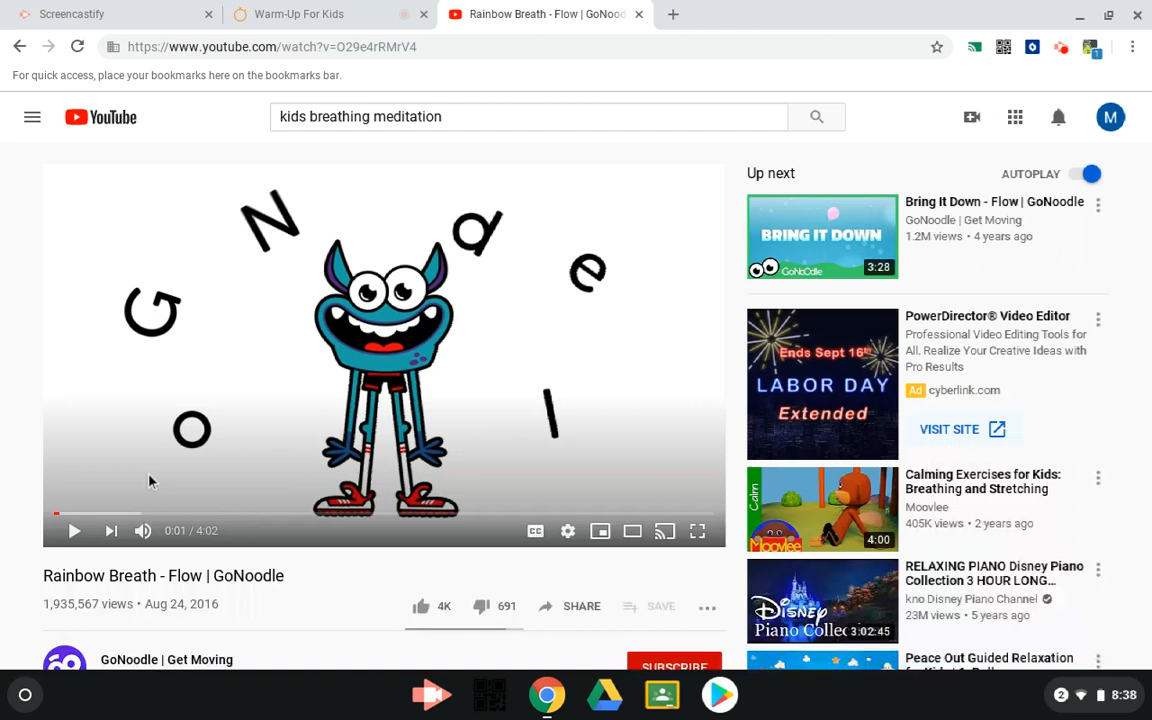 Screencastify
Warm-Up For Kids
Rainbow Breath - Flow | GoNood
https://www.youtube.com/watch?v=O29e4rRMrV4
For quick access, place your bookmarks here on the bookmarks bar.
YouTube
kids breathing meditation
M
N
d
e
G
o
l
0:01 / 4:02
CC
Rainbow Breath - Flow | GoNoodle
1,935,567 views • Aug 24, 2016
4K
691
SHARE
SAVE
GoNoodle | Get Moving
SUBSCRIBE
Up next
AUTOPLAY
BRING IT DOWN
GoNoodle
3:28
Bring It Down - Flow | GoNoodle
GoNoodle | Get Moving
1.2M views • 4 years ago
Ends Sept 16th
LABOR DAY
Extended
PowerDirector® Video Editor
Professional Video Editing Tools for
All. Realize Your Creative Ideas with
Pro Results
Ad cyberlink.com
VISIT SITE
Calm
Moovlee
4:00
Calming Exercises for Kids:
Breathing and Stretching
Moovlee
405K views • 2 years ago
Disney
Piano Collec
3:02:45
RELAXING PIANO Disney Piano
Collection 3 HOUR LONG...
kno Disney Piano Channel
23M views • 5 years ago
Peace Out Guided Relaxation
2
8:38